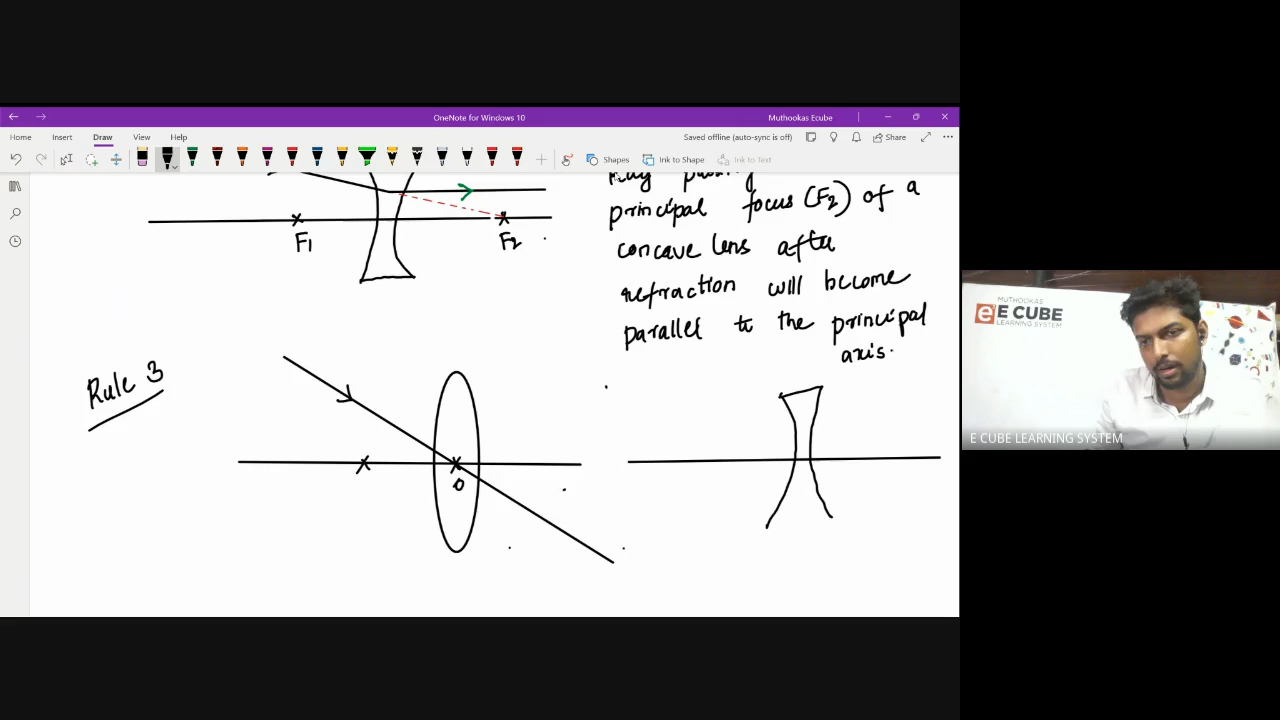 OneNote for Windows 10
Muthookas Ecube
Home Insert Draw View Help
Saved offline (auto-sync is off)
Share
Shapes
Ink to Shape
Ink to Text
principal focus (F2) of a
concave lens after
refraction will become
parallel to the principal
axis.
F1
F2
Rule 3
O
MUTHOOKAS
E CUBE
LEARNING SYSTEM
E CUBE LEARNING SYSTEM